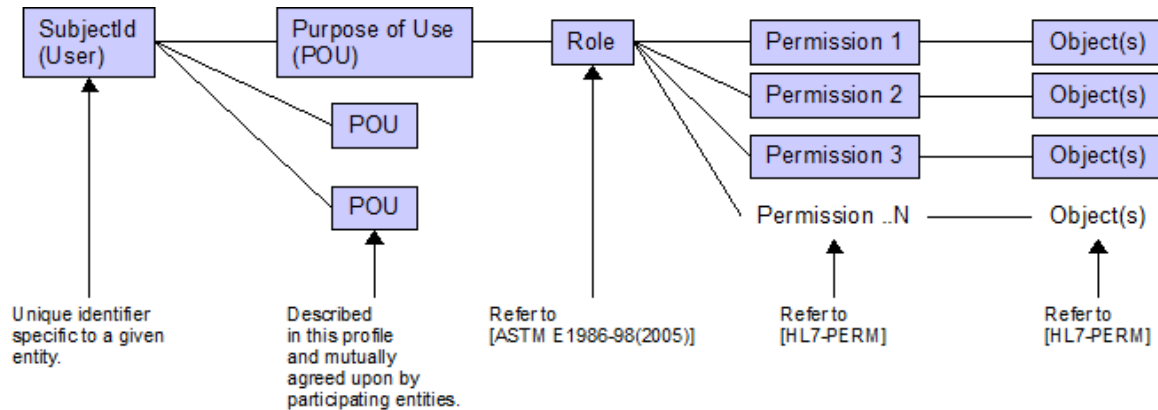 SubjectId
(User)
Purpose of Use
(POU)
Role
Permission 1
Object(s)
POU
Permission 2
Object(s)
Permission 3
Object(s)
POU
Permission ..N
Object(s)
Unique identifier
specific to a given
entity.
Described
in this profile
and mutually
agreed upon by
participating entities.
Refer to
[ASTM E1986-98(2005)]
Refer to
[HL7-PERM]
Refer to
[HL7-PERM]